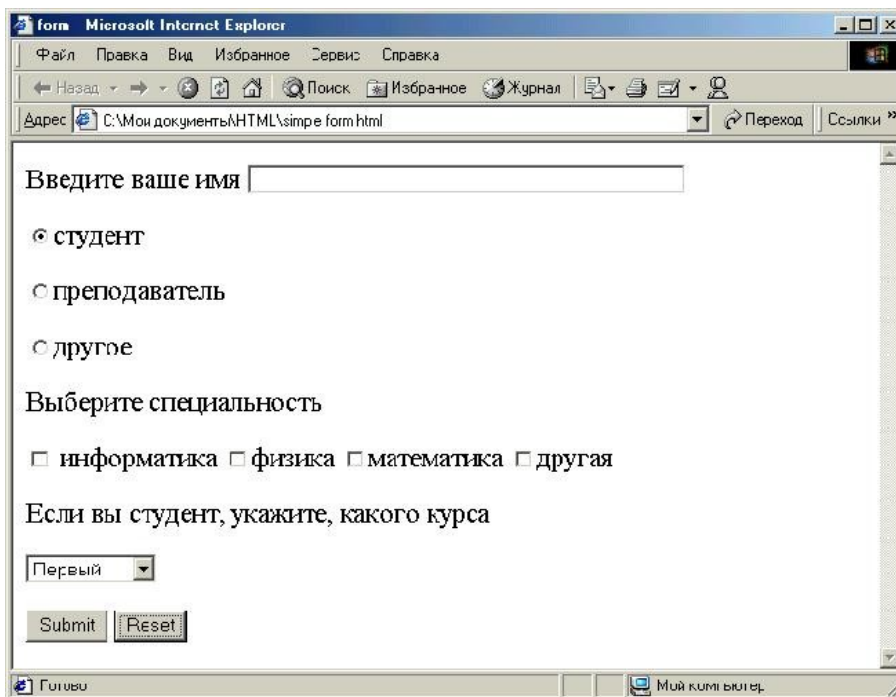 form Microsoft Internet Explorer
Файл Правка Вид Избранное Сервис Справка
Назад Поиск Избранное Журнал
Адрес C:\Мои документы\HTML\simpe form html Переход Ссылки »
Введите ваше имя
студент
преподаватель
другое
Выберите специальность
информатика физика математика другая
Если вы студент, укажите, какого курса
Первый
Submit Reset
Готово Мой компьютер